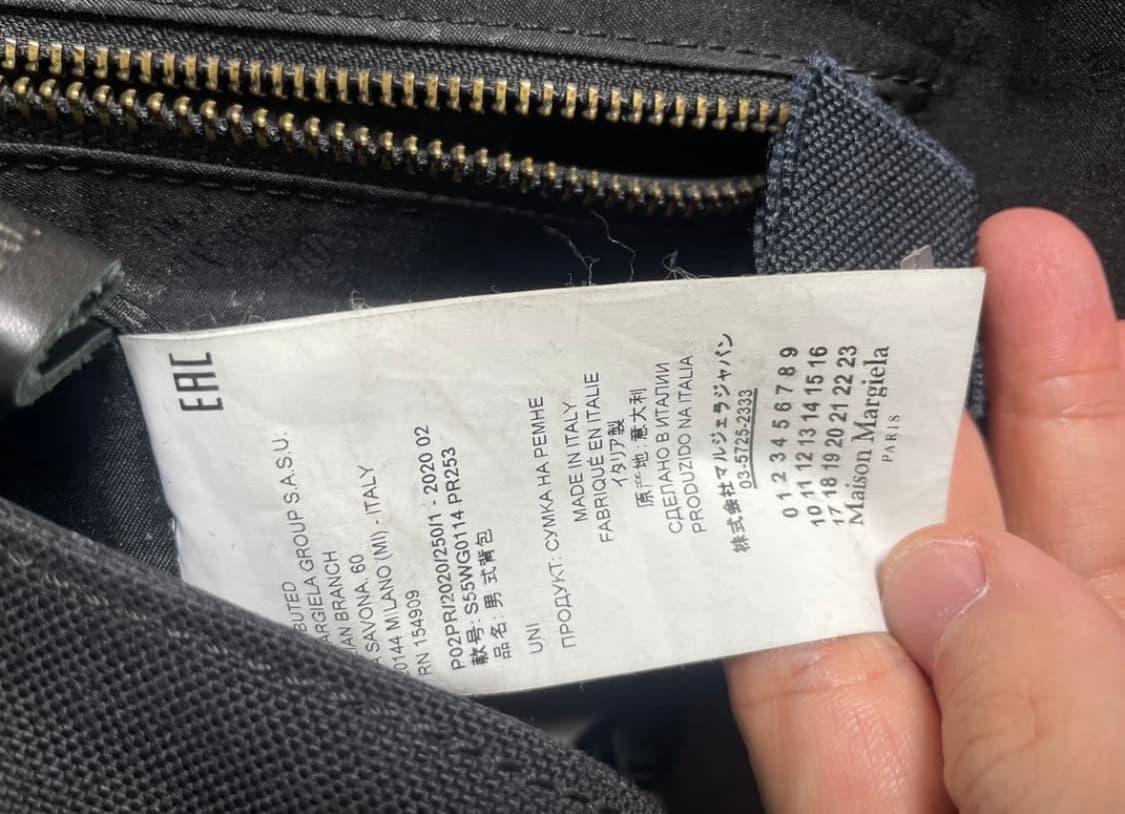 Maison Margiela
PARIS
0 1 2 3 4 5 6 7 8 9
10 11 12 13 14 15 16
17 18 19 20 21 22 23
株式会社マルジェラジャパン
03-5725-2333
MADE IN ITALY
FABRIQUÉ EN ITALIE
イタリア製
原产地: 意大利
СДЕЛАНО В ИТАЛИИ
PRODUZIDO NA ITALIA
UNI
ПРОДУКТ: СУМКА НА РЕМНЕ
P02PRI/2020/250/1 - 2020 02
款号: S55WG0114 PR253
品名: 男 式背包
BUTED
ARGIELA GROUP S.A.S.U.
AN BRANCH
SAVONA, 60
0144 MILANO (MI) - ITALY
RN 154909
EAC